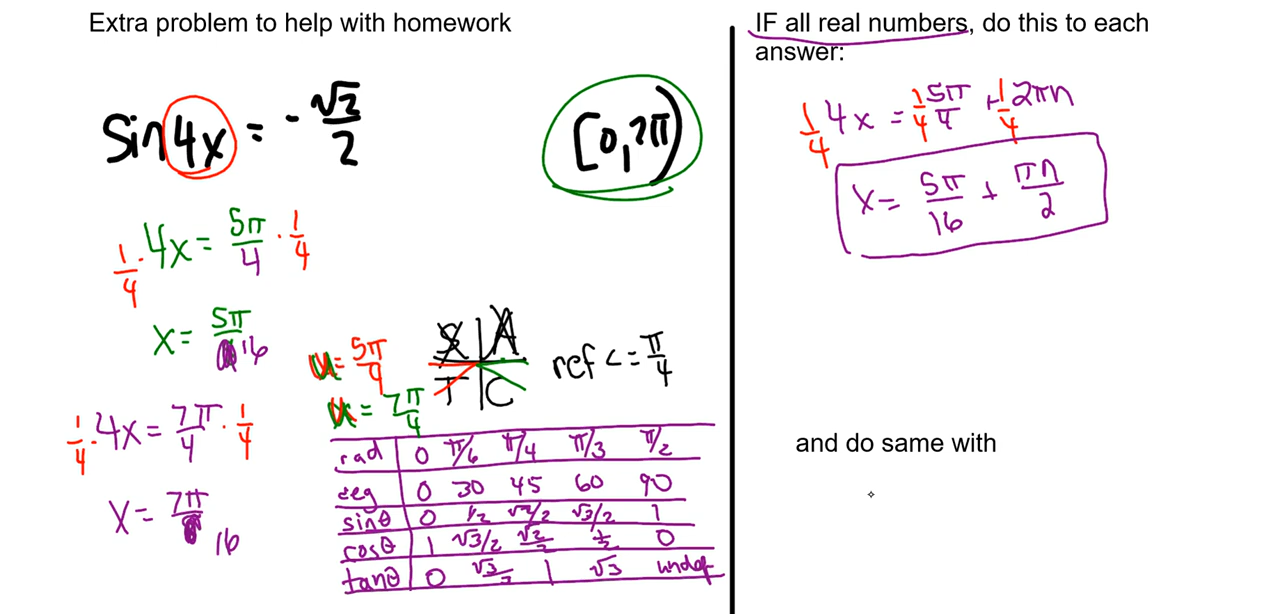 Extra problem to help with homework
sin 4x = - √2/2
[0, 2π)
1/4 · 4x = 5π/4 · 1/4
x = 5π/16
1/4 · 4x = 7π/4 · 1/4
x = 7π/16
u = 5π/4
u = 7π/4
S A
T C
ref < = π/4
rad 0 π/6 π/4 π/3 π/2
deg 0 30 45 60 90
sinθ 0 1/2 √2/2 √3/2 1
cosθ 1 √3/2 √2/2 1/2 0
tanθ 0 √3/3 1 √3 undef
IF all real numbers, do this to each
answer:
1/4 4x = 1/4 5π/4 + 1/4 2πn
x = 5π/16 + πn/2
and do same with